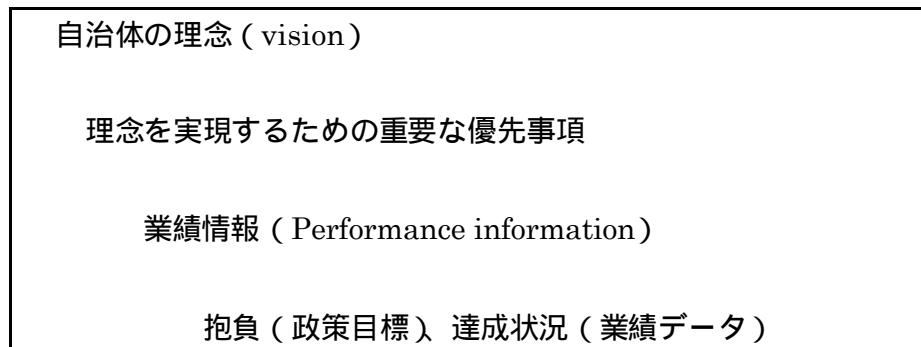 自治体の理念（vision）
理念を実現するための重要な優先事項
業績情報（Performance information）
抱負（政策目標）、達成状況（業績データ）